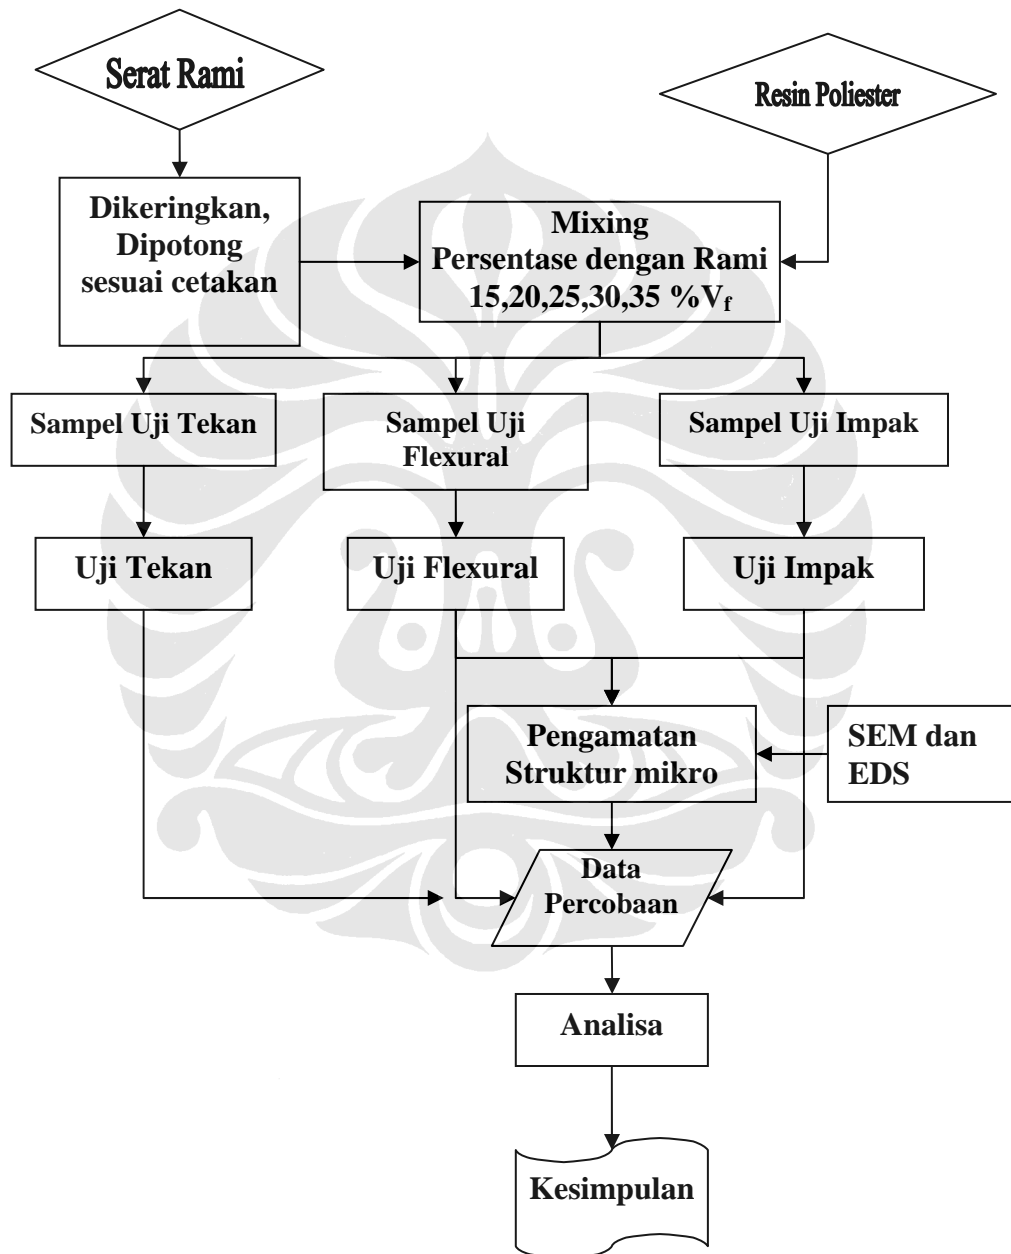 Serat Rami
Resin Poliester
Dikeringkan,
Dipotong
sesuai cetakan
Mixing
Persentase dengan Rami
15,20,25,30,35 %Vf
Sampel Uji Tekan
Sampel Uji
Flexural
Sampel Uji Impak
Uji Tekan
Uji Flexural
Uji Impak
Pengamatan
Struktur mikro
SEM dan
EDS
Data
Percobaan
Analisa
Kesimpulan